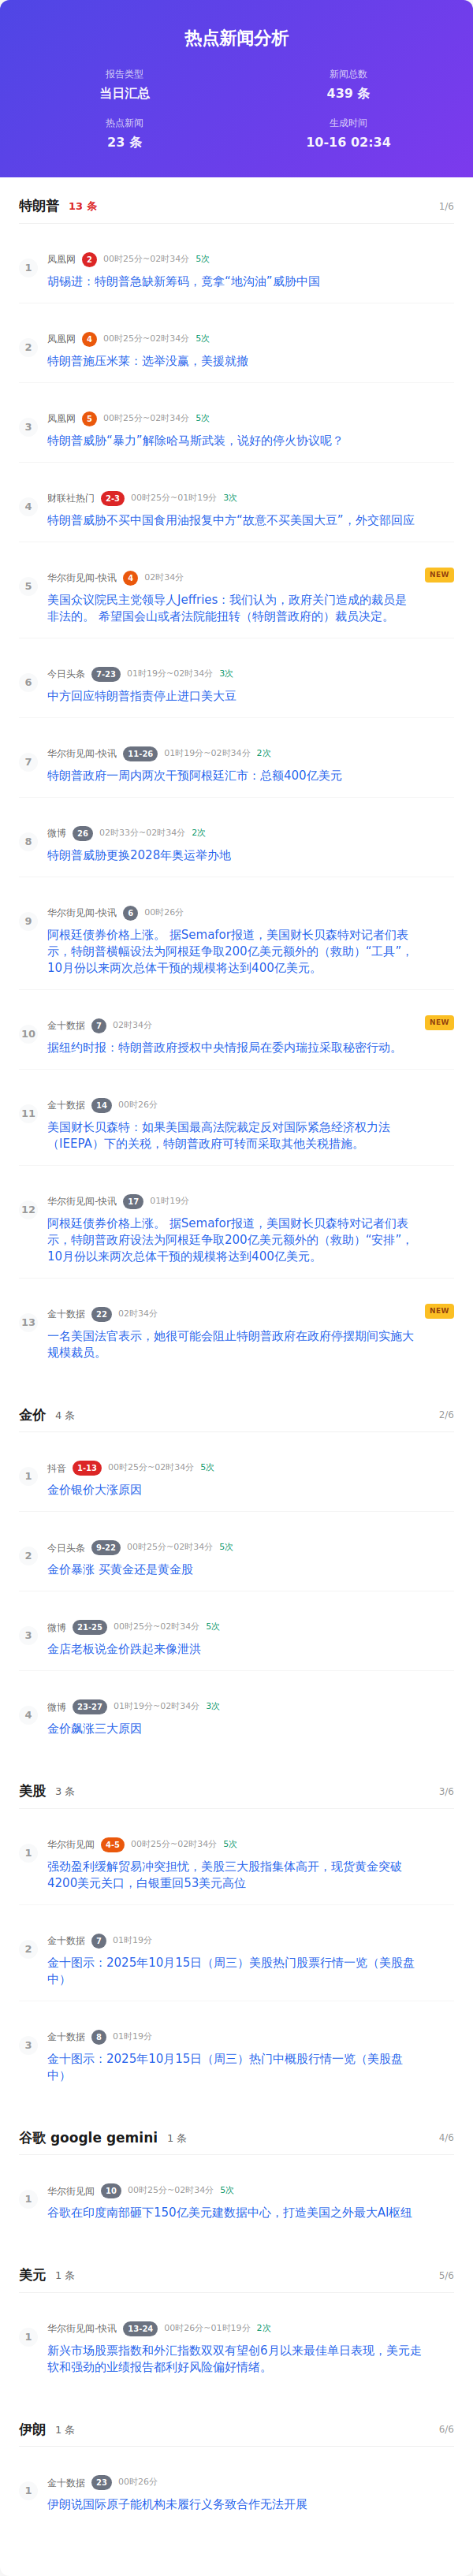 热点新闻分析
报告类型
新闻总数
当日汇总
439 条
热点新闻
生成时间
23 条
10-16 02:34
特朗普 13 条 1/6
1
凤凰网 2 00时25分~02时34分 5次
胡锡进：特朗普急缺新筹码，竟拿“地沟油”威胁中国
2
凤凰网 4 00时25分~02时34分 5次
特朗普施压米莱：选举没赢，美援就撤
3
凤凰网 5 00时25分~02时34分 5次
特朗普威胁“暴力”解除哈马斯武装，说好的停火协议呢？
4
财联社热门 2-3 00时25分~01时19分 3次
特朗普威胁不买中国食用油报复中方“故意不买美国大豆”，外交部回应
5
华尔街见闻-快讯 4 02时34分 NEW
美国众议院民主党领导人Jeffries：我们认为，政府关门造成的裁员是
非法的。 希望国会山或者法院能扭转（特朗普政府的）裁员决定。
6
今日头条 7-23 01时19分~02时34分 3次
中方回应特朗普指责停止进口美大豆
7
华尔街见闻-快讯 11-26 01时19分~02时34分 2次
特朗普政府一周内两次干预阿根廷汇市：总额400亿美元
8
微博 26 02时33分~02时34分 2次
特朗普威胁更换2028年奥运举办地
9
华尔街见闻-快讯 6 00时26分
阿根廷债券价格上涨。 据Semafor报道，美国财长贝森特对记者们表
示，特朗普横幅设法为阿根廷争取200亿美元额外的（救助）“工具”，
10月份以来两次总体干预的规模将达到400亿美元。
10
金十数据 7 02时34分 NEW
据纽约时报：特朗普政府授权中央情报局在委内瑞拉采取秘密行动。
11
金十数据 14 00时26分
美国财长贝森特：如果美国最高法院裁定反对国际紧急经济权力法
（IEEPA）下的关税，特朗普政府可转而采取其他关税措施。
12
华尔街见闻-快讯 17 01时19分
阿根廷债券价格上涨。 据Semafor报道，美国财长贝森特对记者们表
示，特朗普政府设法为阿根廷争取200亿美元额外的（救助）“安排”，
10月份以来两次总体干预的规模将达到400亿美元。
13
金十数据 22 02时34分 NEW
一名美国法官表示，她很可能会阻止特朗普政府在政府停摆期间实施大
规模裁员。
金价 4 条 2/6
1
抖音 1-13 00时25分~02时34分 5次
金价银价大涨原因
2
今日头条 9-22 00时25分~02时34分 5次
金价暴涨 买黄金还是黄金股
3
微博 21-25 00时25分~02时34分 5次
金店老板说金价跌起来像泄洪
4
微博 23-27 01时19分~02时34分 3次
金价飙涨三大原因
美股 3 条 3/6
1
华尔街见闻 4-5 00时25分~02时34分 5次
强劲盈利缓解贸易冲突担忧，美股三大股指集体高开，现货黄金突破
4200美元关口，白银重回53美元高位
2
金十数据 7 01时19分
金十图示：2025年10月15日（周三）美股热门股票行情一览（美股盘
中）
3
金十数据 8 01时19分
金十图示：2025年10月15日（周三）热门中概股行情一览（美股盘
中）
谷歌 google gemini 1 条 4/6
1
华尔街见闻 10 00时25分~02时34分 5次
谷歌在印度南部砸下150亿美元建数据中心，打造美国之外最大AI枢纽
美元 1 条 5/6
1
华尔街见闻-快讯 13-24 00时26分~01时19分 2次
新兴市场股票指数和外汇指数双双有望创6月以来最佳单日表现，美元走
软和强劲的业绩报告都利好风险偏好情绪。
伊朗 1 条 6/6
1
金十数据 23 00时26分
伊朗说国际原子能机构未履行义务致合作无法开展